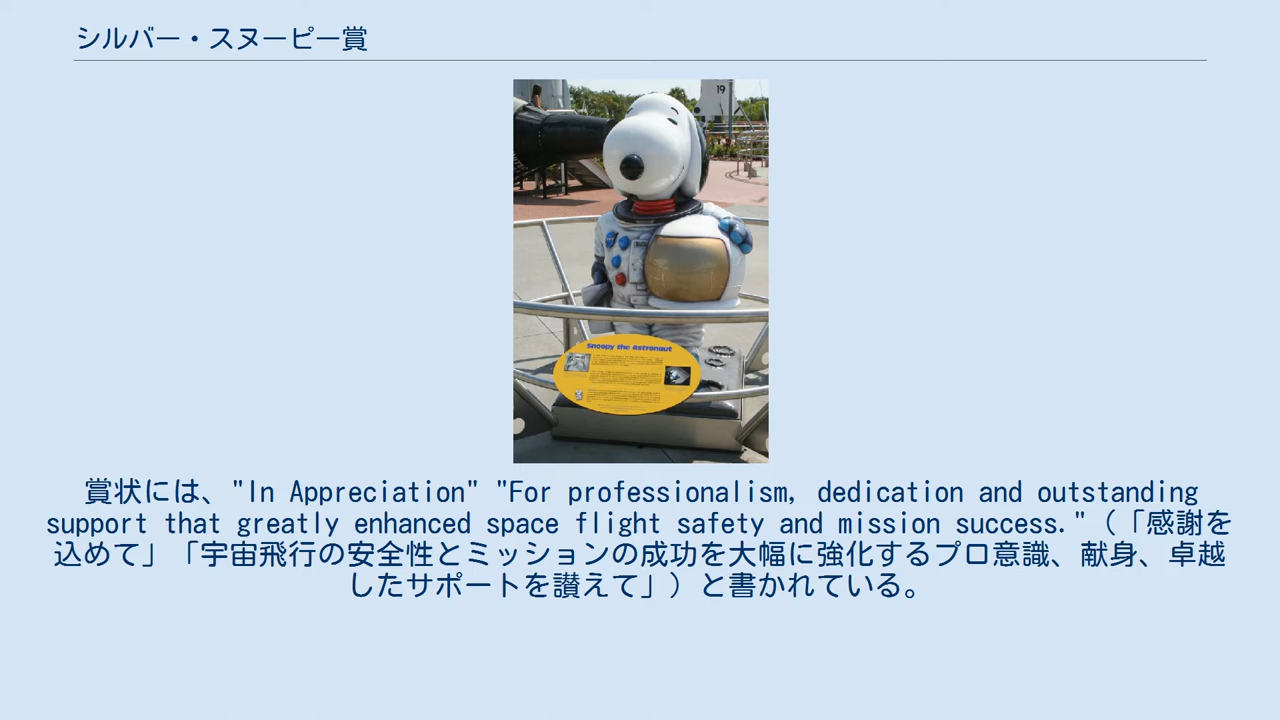 シルバー・スヌーピー賞
19
Snoopy the Astronaut
賞状には、"In Appreciation" "For professionalism, dedication and outstanding
support that greatly enhanced space flight safety and mission success."（「感謝を
込めて」「宇宙飛行の安全性とミッションの成功を大幅に強化するプロ意識、献身、卓越
したサポートを讃えて」）と書かれている。